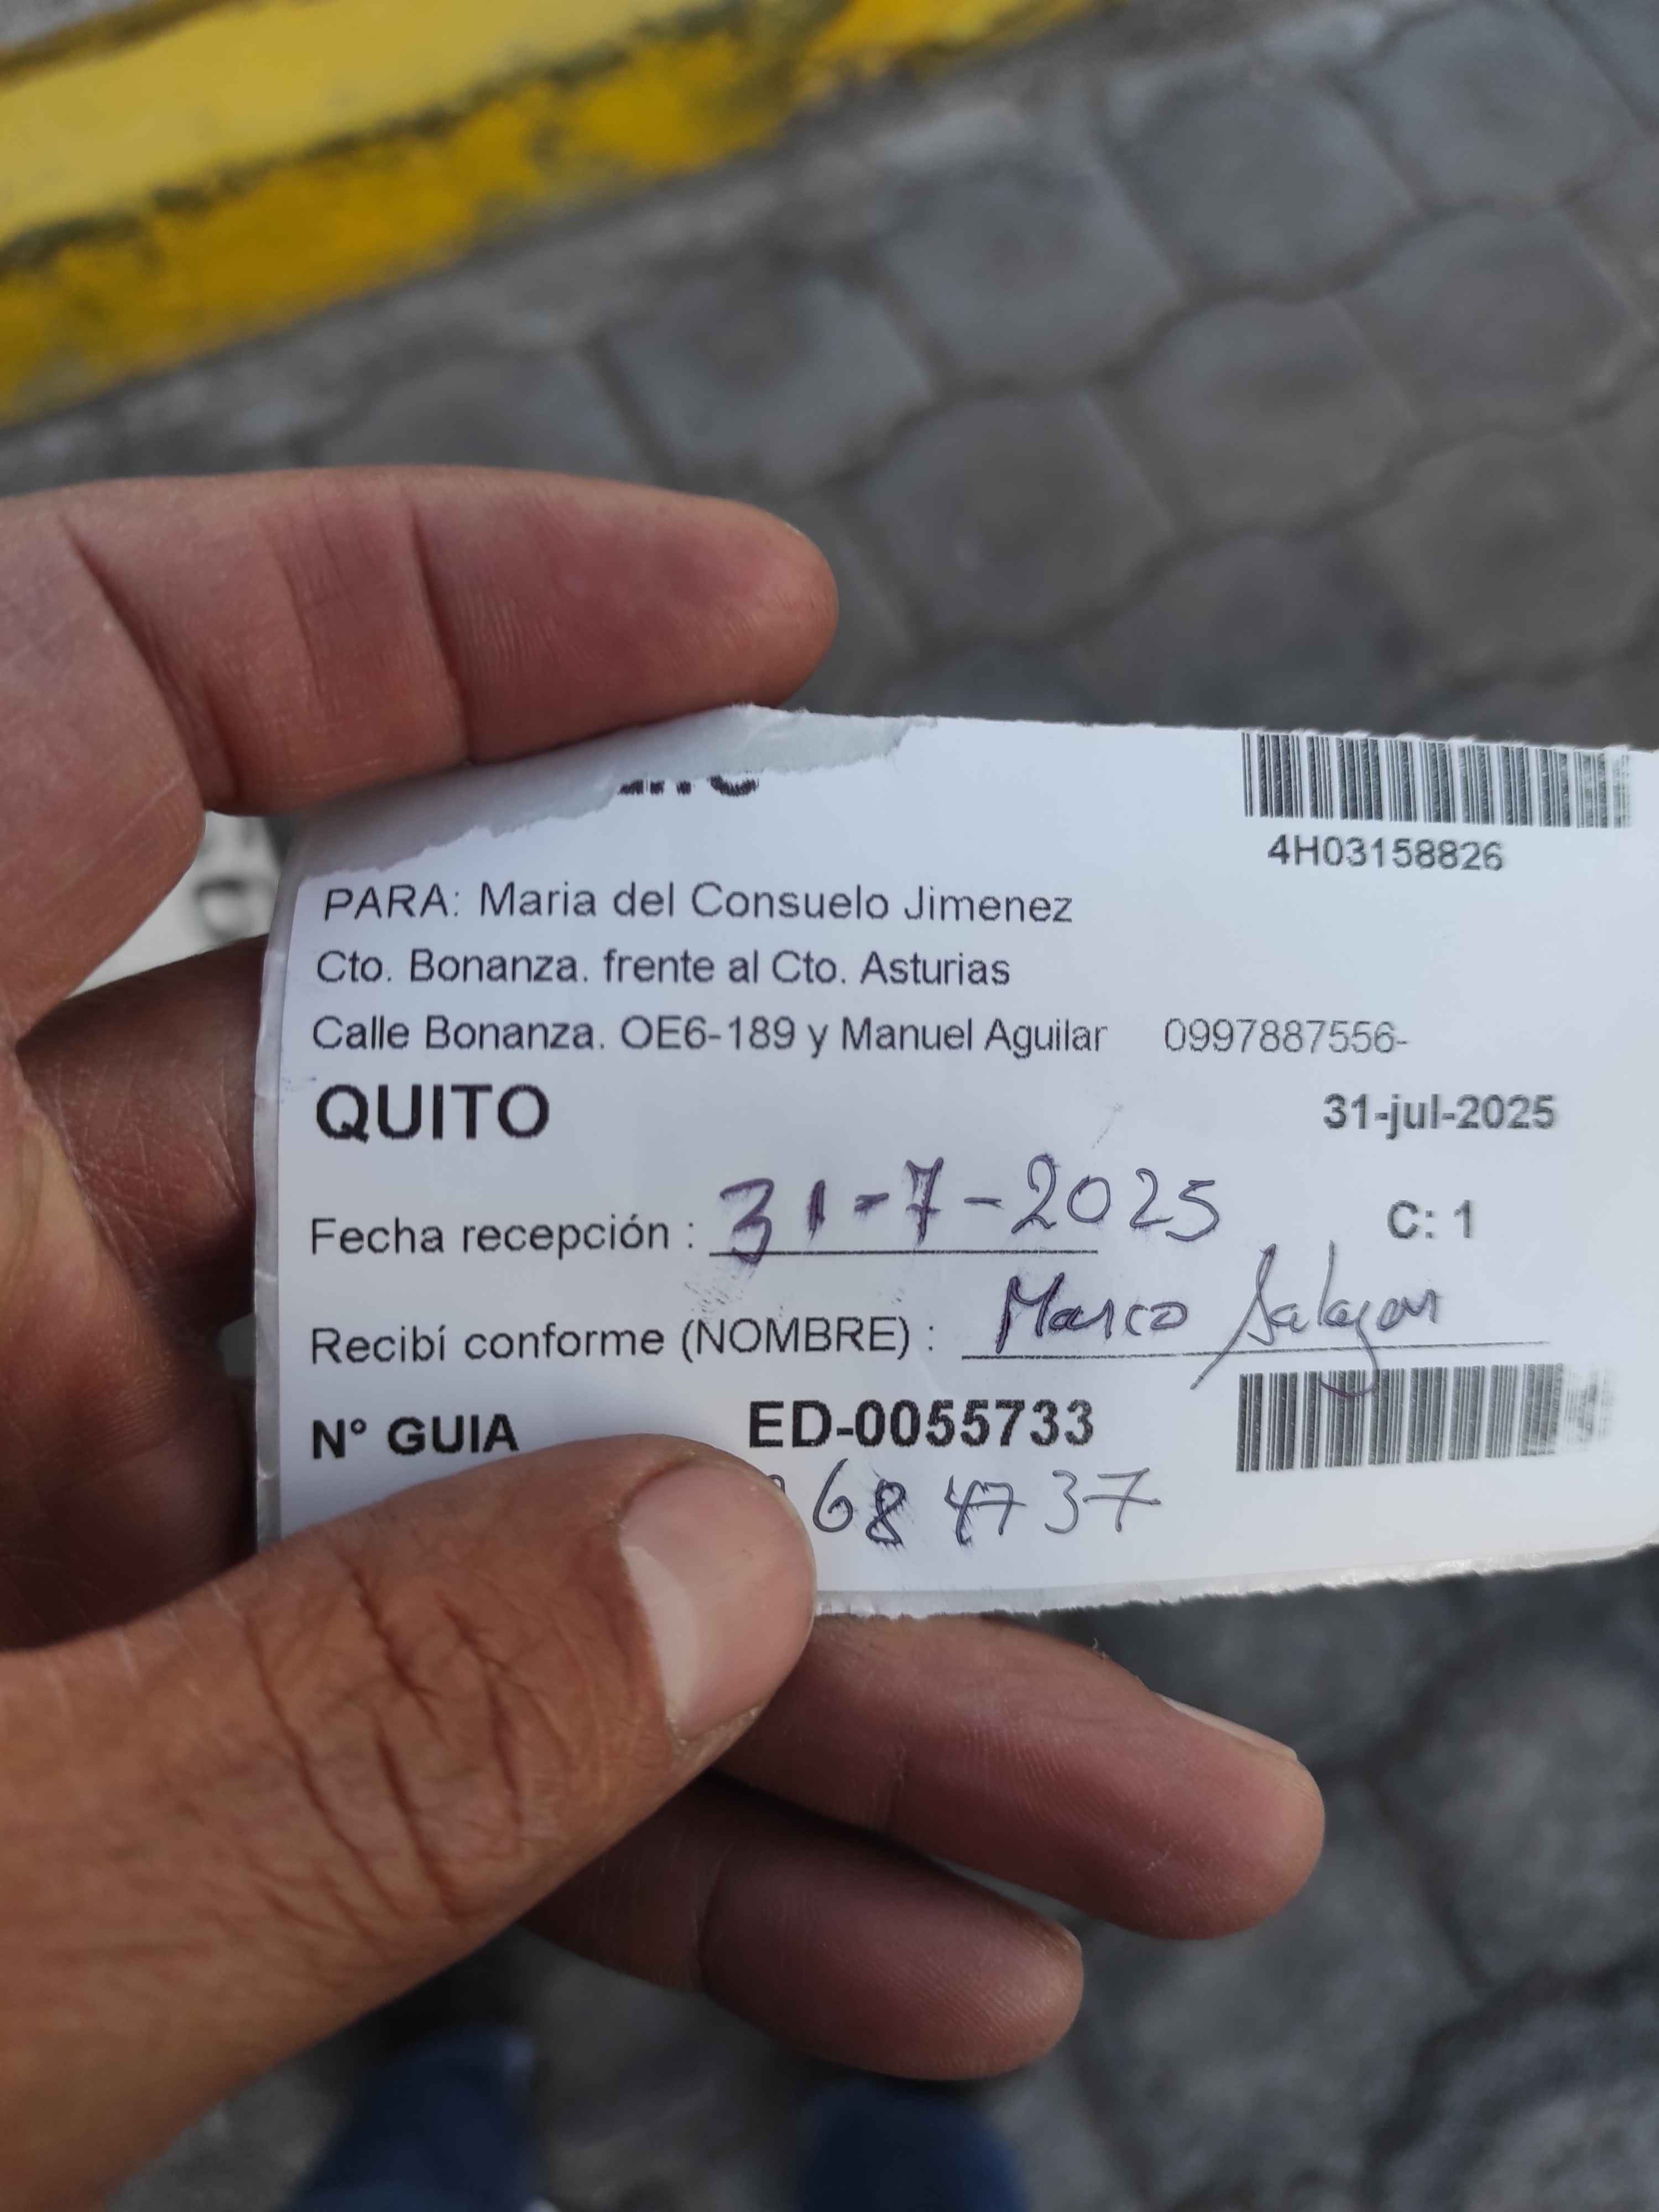 4H03158826
PARA: Maria del Consuelo Jimenez
Cto. Bonanza. frente al Cto. Asturias
Calle Bonanza. OE6-189 y Manuel Aguilar 0997887556-
QUITO 31-jul-2025
Fecha recepción : 31-7-2025 C: 1
Recibí conforme (NOMBRE) : Marco Salazar
N° GUIA ED-0055733
684737